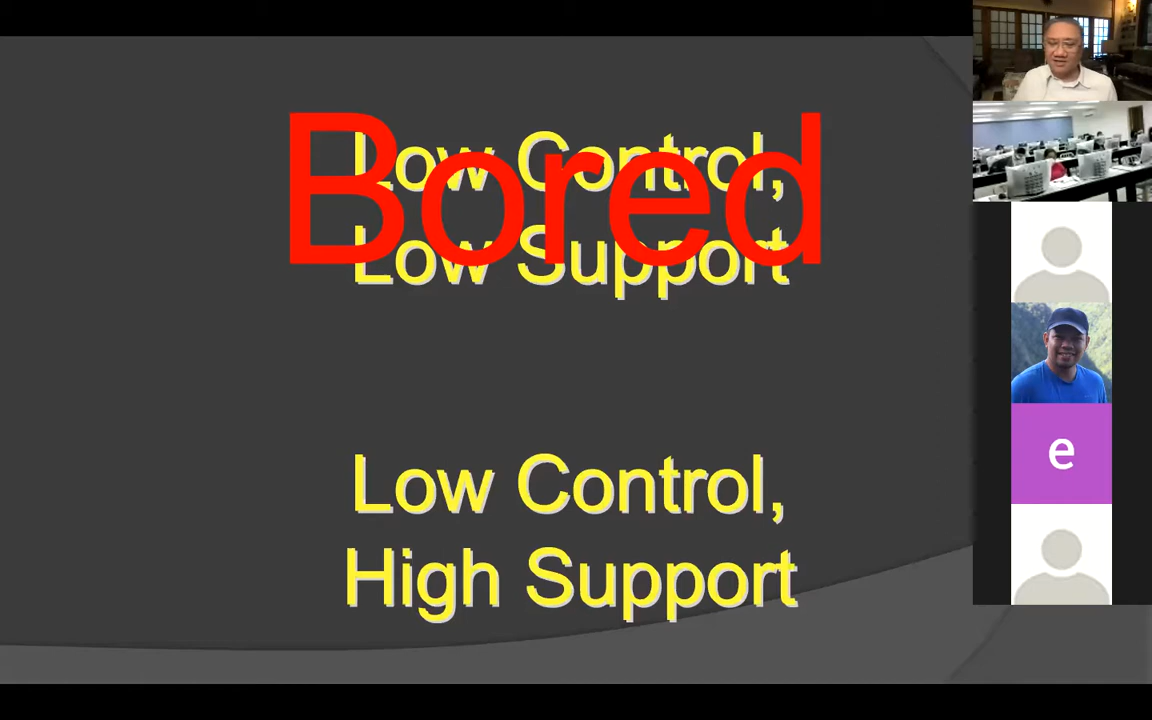 Bored
Low Control,
Low Support
Low Control,
High Support
e